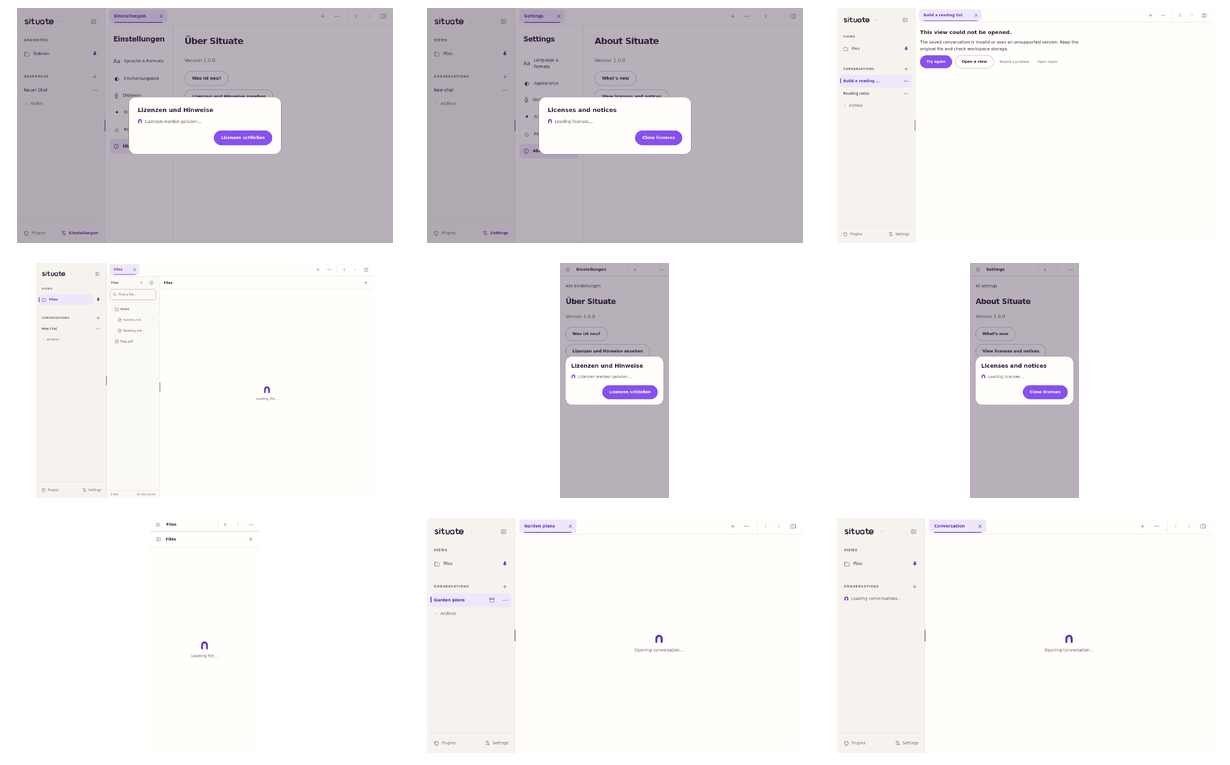 situate
Einstellungen
ANSICHTEN
Dateien
GESPRÄCHE
Neuer Chat
Archiv
Plugins
Einstellungen
Einstellungen
Sprache & Formate
Erscheinungsbild
Über Situate
Version 1.0.0
Was ist neu?
Lizenzen und Hinweise ansehen
Lizenzen und Hinweise
Lizenzen werden geladen…
Lizenzen schließen
situate
Settings
VIEWS
Files
CONVERSATIONS
New chat
Archive
Plugins
Settings
Settings
Language &
formats
Appearance
About Situate
Version 1.0.0
What's new
View licenses and notices
Licenses and notices
Loading licenses…
Close licenses
situate
Build a reading list
VIEWS
Files
CONVERSATIONS
Build a reading …
Reading notes
Archive
Plugins
Settings
This view could not be opened.
The saved conversation is invalid or uses an unsupported version. Keep the
original file and check workspace storage.
Try again
Open a view
Report a problem
Open repair
situate
Files
VIEWS
Files
CONVERSATIONS
New chat
Archive
Plugins
Settings
Files
Find a file…
Notes
Reading.md
Map.pdf
Files
Loading file…
Einstellungen
Alle Einstellungen
Über Situate
Version 1.0.0
Was ist neu?
Lizenzen und Hinweise ansehen
Lizenzen und Hinweise
Lizenzen werden geladen…
Lizenzen schließen
Settings
All settings
About Situate
Version 1.0.0
What's new
View licenses and notices
Licenses and notices
Loading licenses…
Close licenses
Files
Files
Loading file…
situate
Garden plans
VIEWS
Files
CONVERSATIONS
Garden plans
Archive
Plugins
Settings
Opening conversation…
situate
Conversation
VIEWS
Files
CONVERSATIONS
Loading conversations…
Plugins
Settings
Opening conversation…